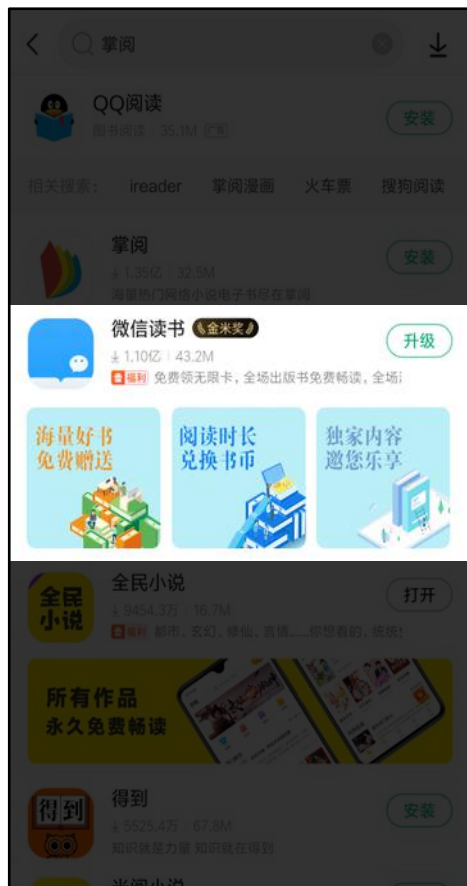 掌阅
QQ阅读
图书阅读 35.1M 广告
安装
相关搜索: ireader 掌阅漫画 火车票 搜狗阅读
掌阅
1.35亿 32.5M
海量热门网络小说电子书尽在掌阅
安装
微信读书 金米奖
1.10亿 43.2M
福利 免费领无限卡,全场出版书免费畅读,全场
升级
海量好书
免费赠送
阅读时长
兑换书币
独家内容
邀您乐享
全民
小说
全民小说
9454.3万 16.7M
福利 都市、玄幻、修仙、言情......你想看的,统统
打开
所有作品
永久免费畅读
得到
得到
5525.4万 67.8M
知识就是力量 知识就在得到
安装